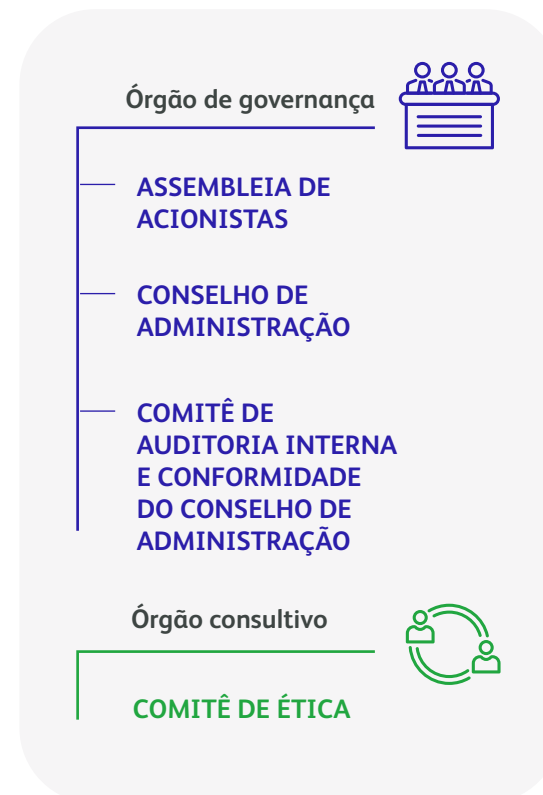 Órgão de governança
ASSEMBLEIA DE
ACIONISTAS
CONSELHO DE
ADMINISTRAÇÃO
COMITÊ DE
AUDITORIA INTERNA
E CONFORMIDADE
DO CONSELHO DE
ADMINISTRAÇÃO
Órgão consultivo
COMITÊ DE ÉTICA